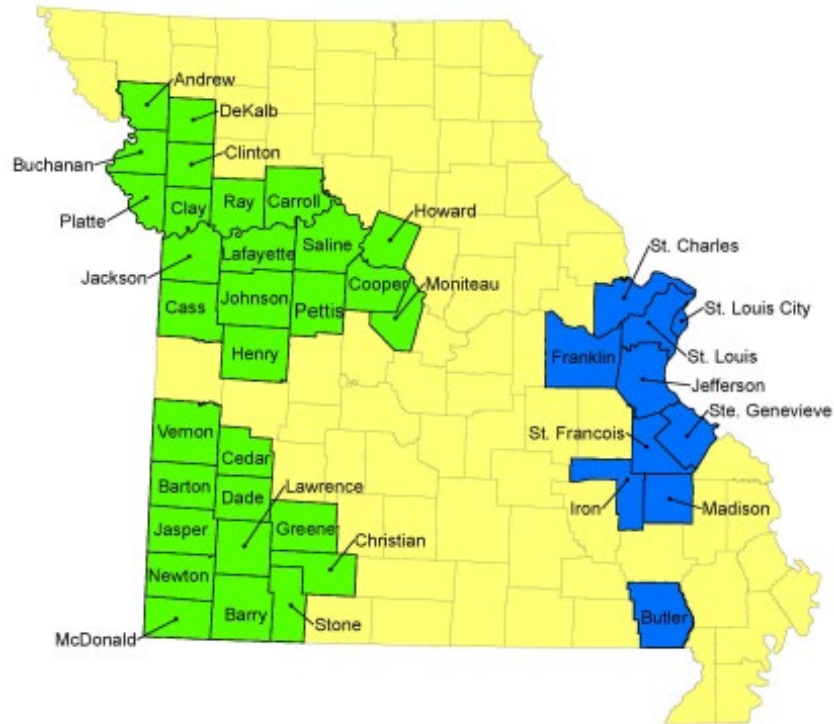 Andrew
DeKalb
Buchanan
Clinton
Platte
Clay
Ray
Carroll
Howard
Saline
Lafayette
Jackson
Cooper
Moniteau
Cass
Johnson
Pettis
Henry
St. Charles
St. Louis City
Franklin
St. Louis
Jefferson
Ste. Genevieve
St. Francois
Vernon
Cedar
Barton
Dade
Lawrence
Iron
Madison
Jasper
Greene
Christian
Newton
Barry
Stone
McDonald
Butler